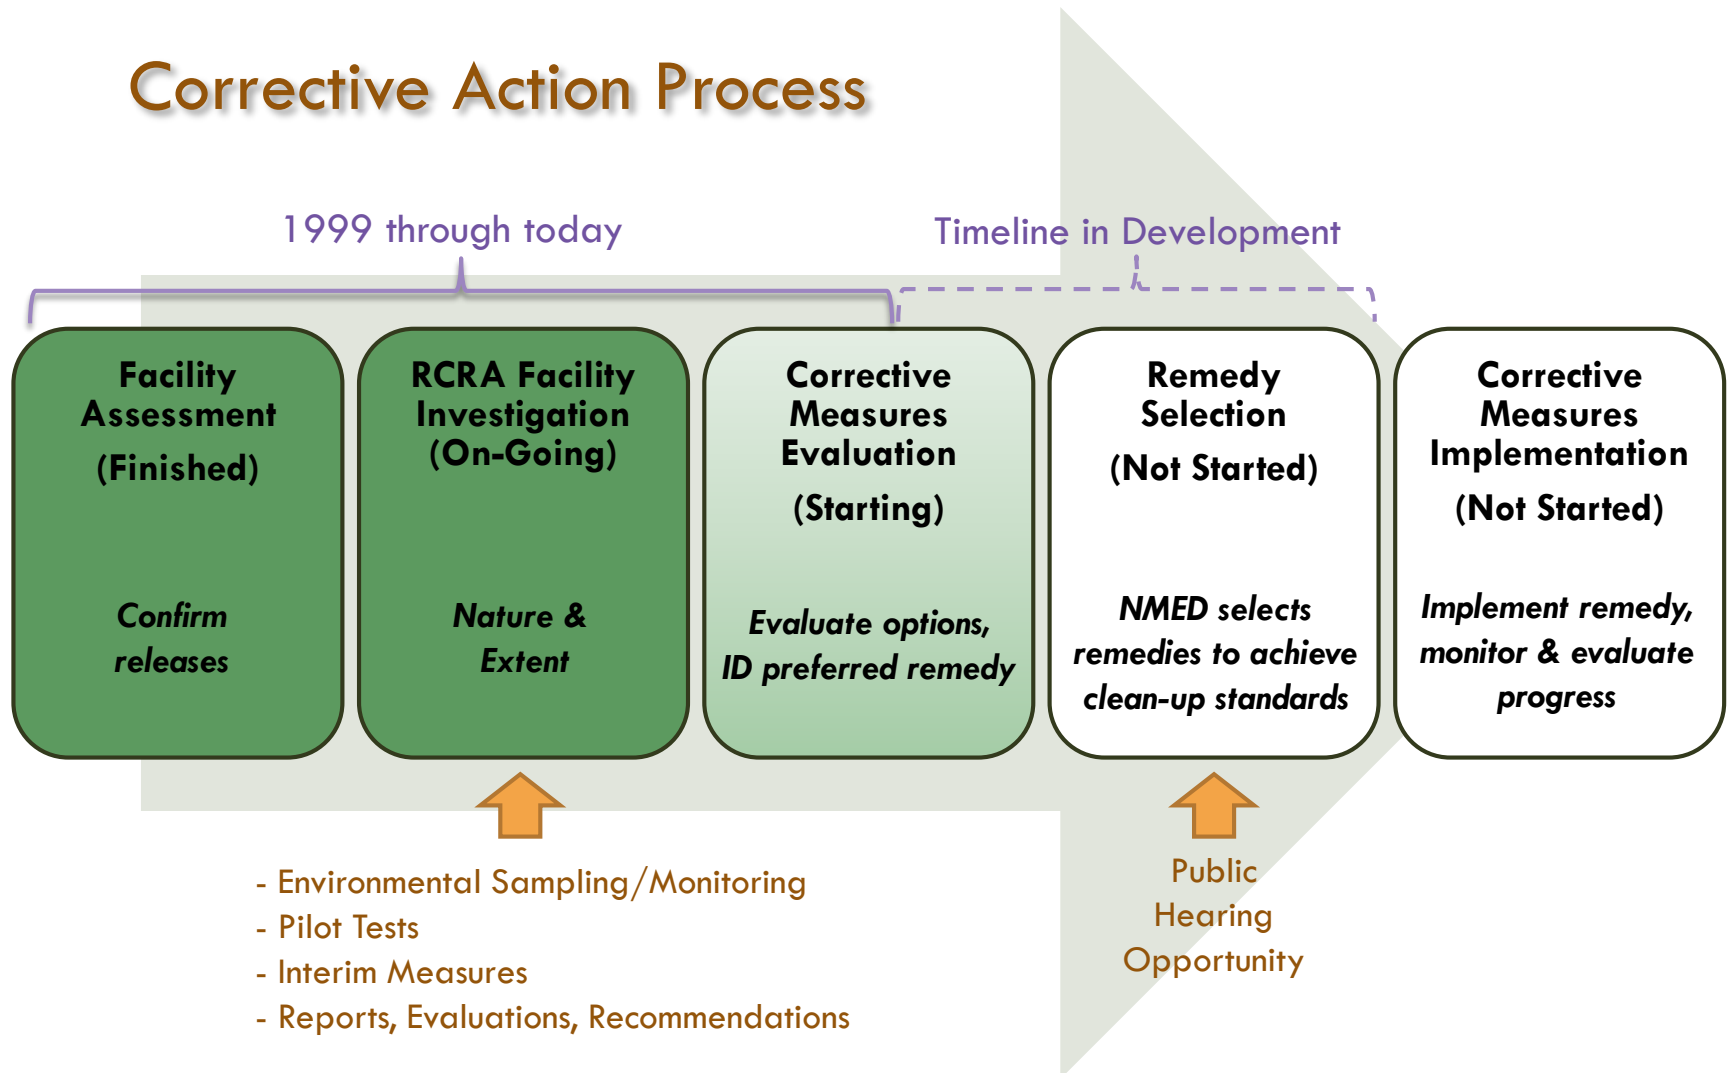 Corrective Action Process
1999 through today
Timeline in Development
Facility
Assessment
(Finished)
Confirm
releases
RCRA Facility
Investigation
(On-Going)
Nature &
Extent
Corrective
Measures
Evaluation
(Starting)
Evaluate options,
ID preferred remedy
Remedy
Selection
(Not Started)
NMED selects
remedies to achieve
clean-up standards
Corrective
Measures
Implementation
(Not Started)
Implement remedy,
monitor & evaluate
progress
- Environmental Sampling/Monitoring
- Pilot Tests
- Interim Measures
- Reports, Evaluations, Recommendations
Public
Hearing
Opportunity